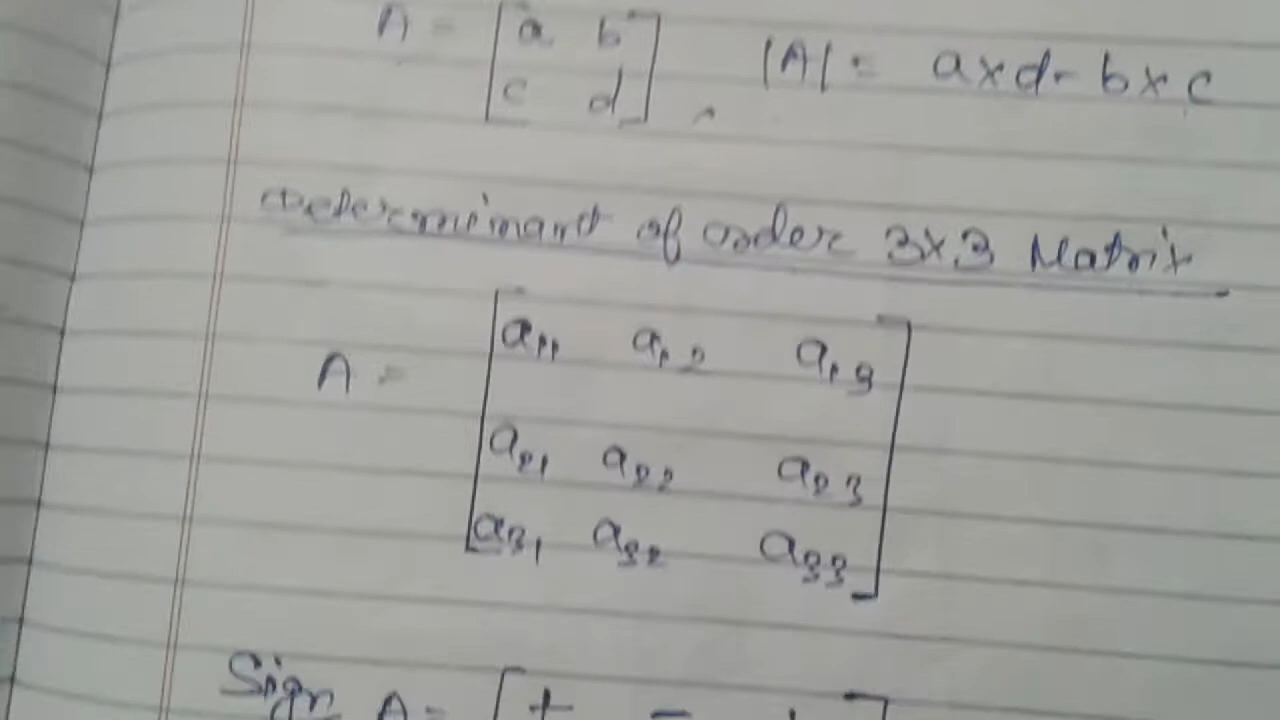 A = [a b
c d], |A| = a×d - b×c
Determinant of order 3×3 Matrix
A = [a11 a12 a13
a21 a22 a23
a31 a32 a33]
Sign A = [+ - +